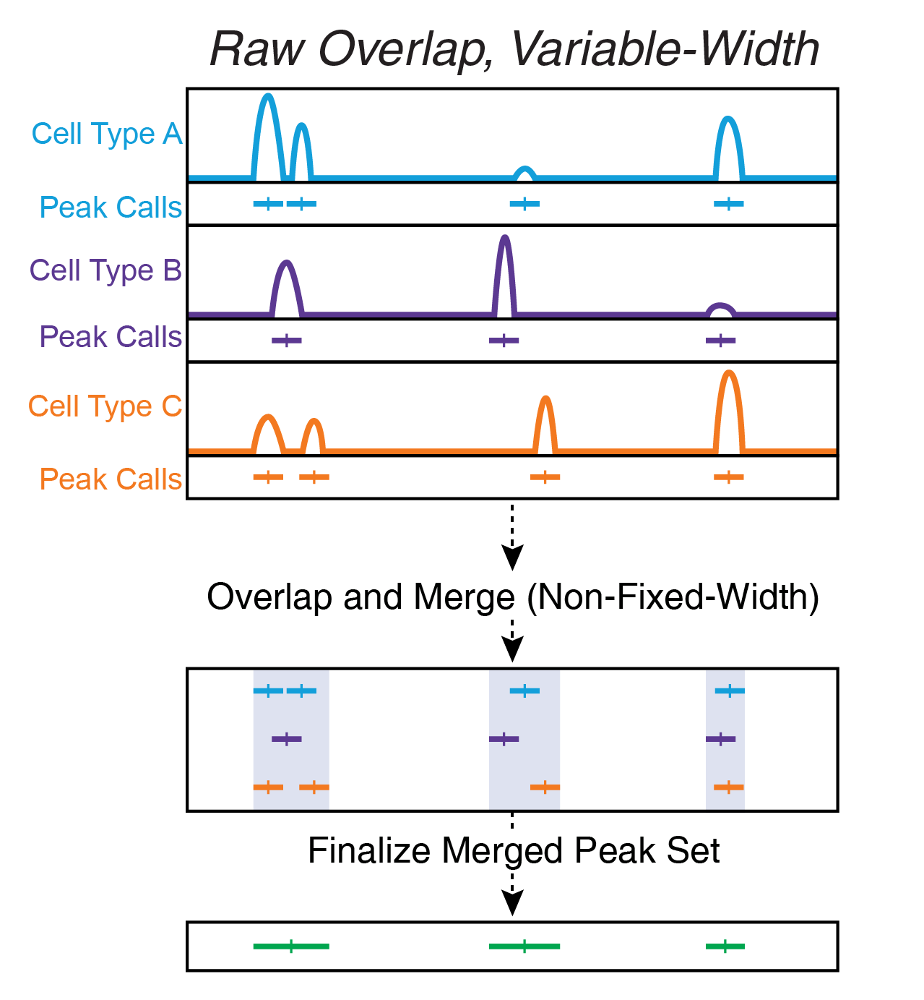 Raw Overlap, Variable-Width
Cell Type A
Peak Calls
Cell Type B
Peak Calls
Cell Type C
Peak Calls
Overlap and Merge (Non-Fixed-Width)
Finalize Merged Peak Set